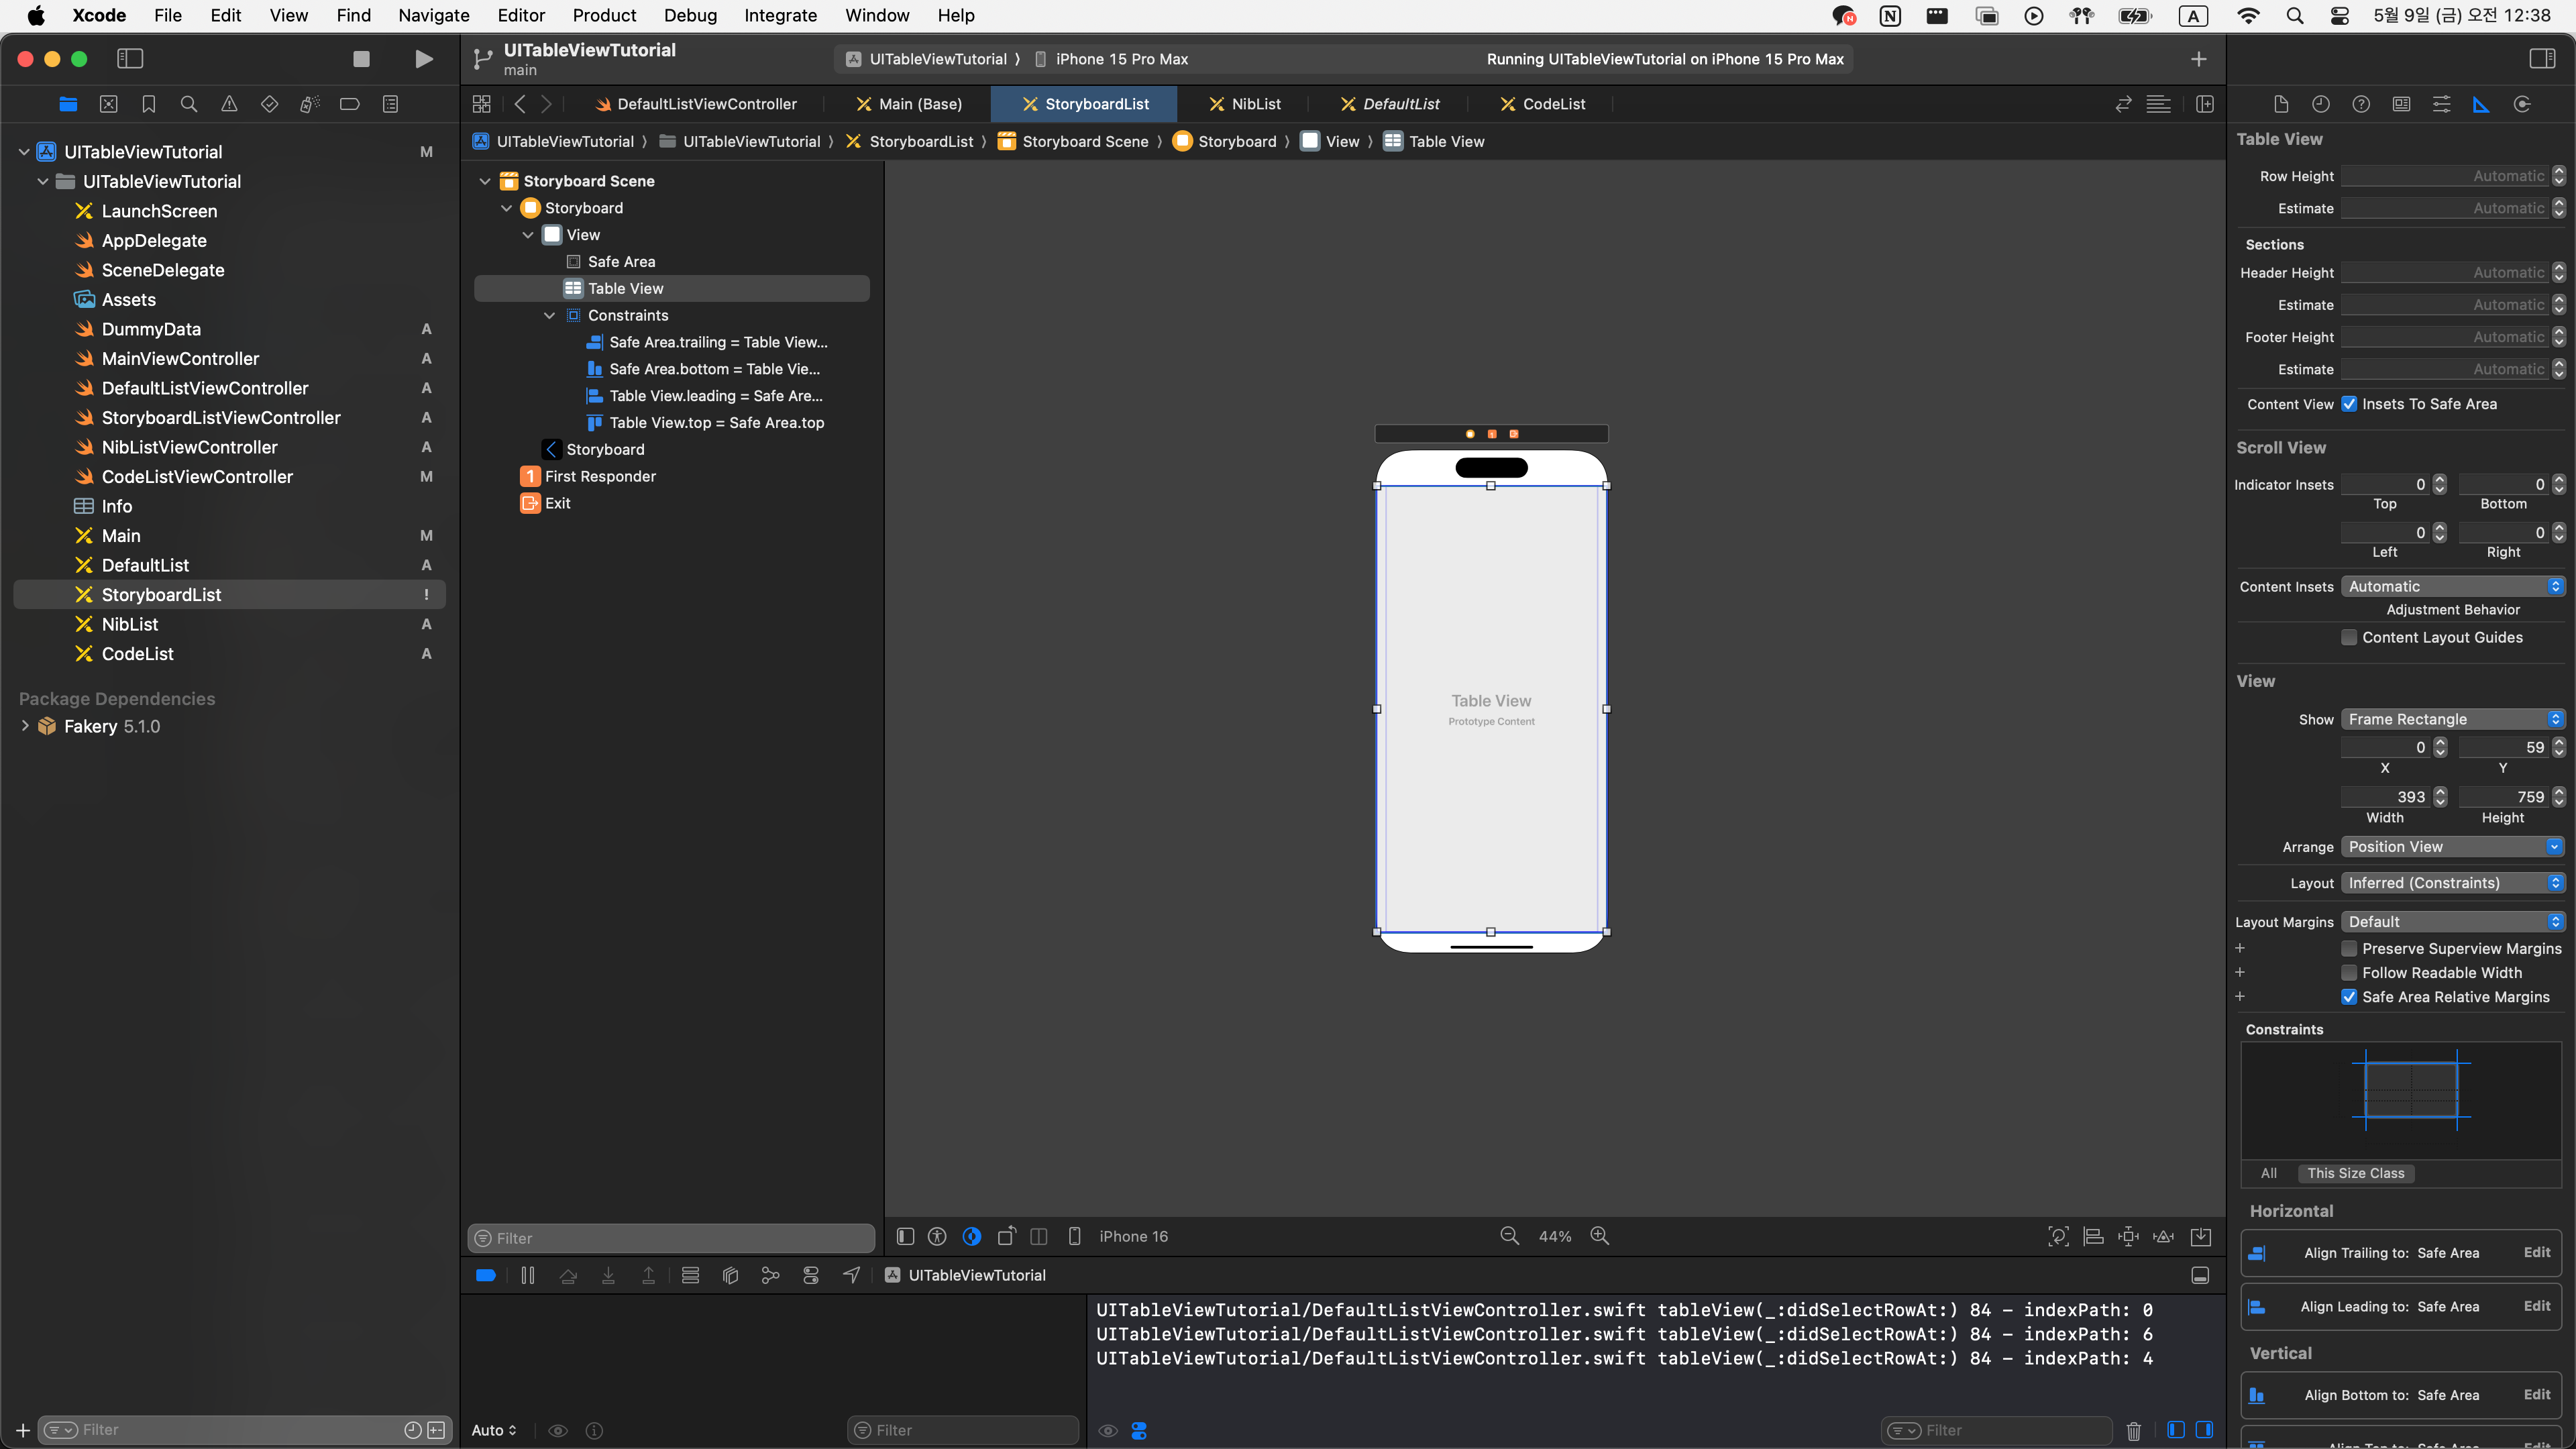 Xcode File Edit View Find Navigate Editor Product Debug Integrate Window Help
A 5월 9일 (금) 오전 12:38
UITableViewTutorial
main
UITableViewTutorial 〉 iPhone 15 Pro Max
Running UITableViewTutorial on iPhone 15 Pro Max
DefaultListViewController
Main (Base)
StoryboardList
NibList
DefaultList
CodeList
UITableViewTutorial 〉 UITableViewTutorial 〉 StoryboardList 〉 Storyboard Scene 〉 Storyboard 〉 View 〉 Table View
UITableViewTutorial M
UITableViewTutorial
LaunchScreen
AppDelegate
SceneDelegate
Assets
DummyData A
MainViewController A
DefaultListViewController A
StoryboardListViewController A
NibListViewController A
CodeListViewController M
Info
Main M
DefaultList A
StoryboardList !
NibList A
CodeList A
Package Dependencies
Fakery 5.1.0
Filter
Storyboard Scene
Storyboard
View
Safe Area
Table View
Constraints
Safe Area.trailing = Table View...
Safe Area.bottom = Table Vie...
Table View.leading = Safe Are...
Table View.top = Safe Area.top
Storyboard
1 First Responder
Exit
Filter
Table View
Prototype Content
iPhone 16
44%
UITableViewTutorial
UITableViewTutorial/DefaultListViewController.swift tableView(_:didSelectRowAt:) 84 - indexPath: 0
UITableViewTutorial/DefaultListViewController.swift tableView(_:didSelectRowAt:) 84 - indexPath: 6
UITableViewTutorial/DefaultListViewController.swift tableView(_:didSelectRowAt:) 84 - indexPath: 4
Auto
Filter
Filter
Table View
Row Height Automatic
Estimate Automatic
Sections
Header Height Automatic
Estimate Automatic
Footer Height Automatic
Estimate Automatic
Content View Insets To Safe Area
Scroll View
Indicator Insets 0 0
Top Bottom
0 0
Left Right
Content Insets Automatic
Adjustment Behavior
Content Layout Guides
View
Show Frame Rectangle
0 59
X Y
393 759
Width Height
Arrange Position View
Layout Inferred (Constraints)
Layout Margins Default
Preserve Superview Margins
Follow Readable Width
Safe Area Relative Margins
Constraints
All This Size Class
Horizontal
Align Trailing to: Safe Area Edit
Align Leading to: Safe Area Edit
Vertical
Align Bottom to: Safe Area Edit